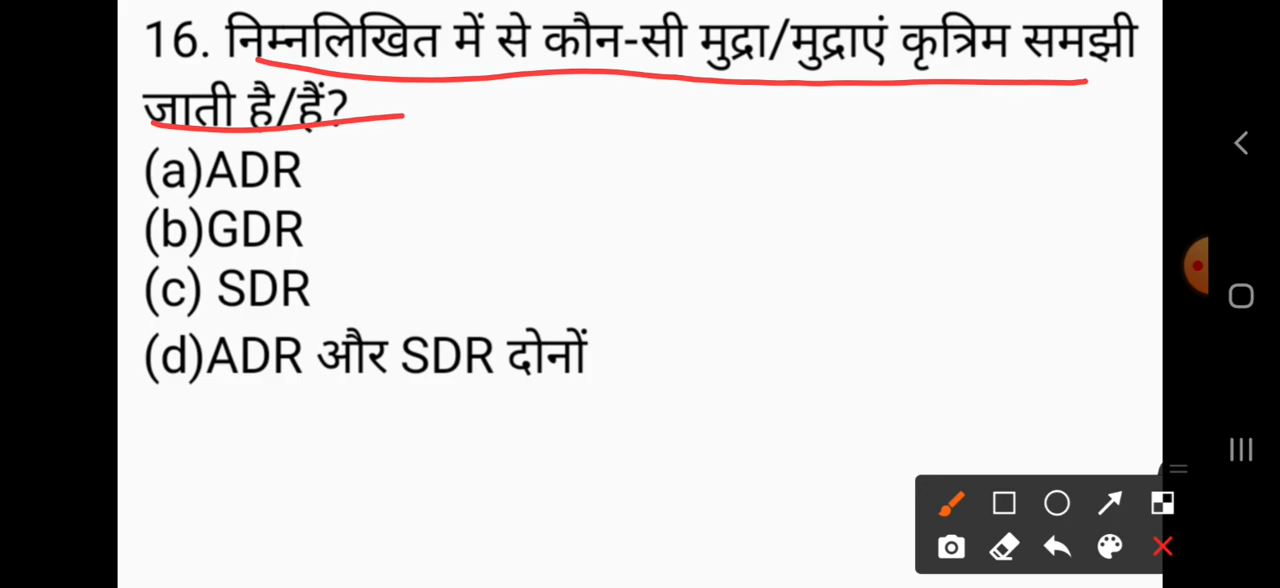 16. निम्नलिखित में से कौन-सी मुद्रा/मुद्राएं कृत्रिम समझी
जाती है/हैं?
(a)ADR
(b)GDR
(c) SDR
(d)ADR और SDR दोनों